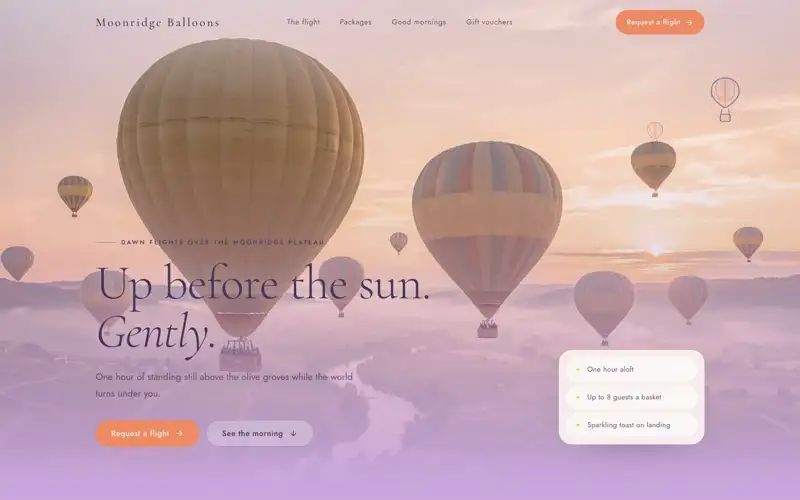 Moonridge Balloons
The flight
Packages
Good mornings
Gift vouchers
Request a flight →
DAWN FLIGHTS OVER THE MOONRIDGE PLATEAU
Up before the sun.
Gently.
One hour of standing still above the olive groves while the world
turns under you.
Request a flight →
See the morning ↓
One hour aloft
Up to 8 guests a basket
Sparkling toast on landing